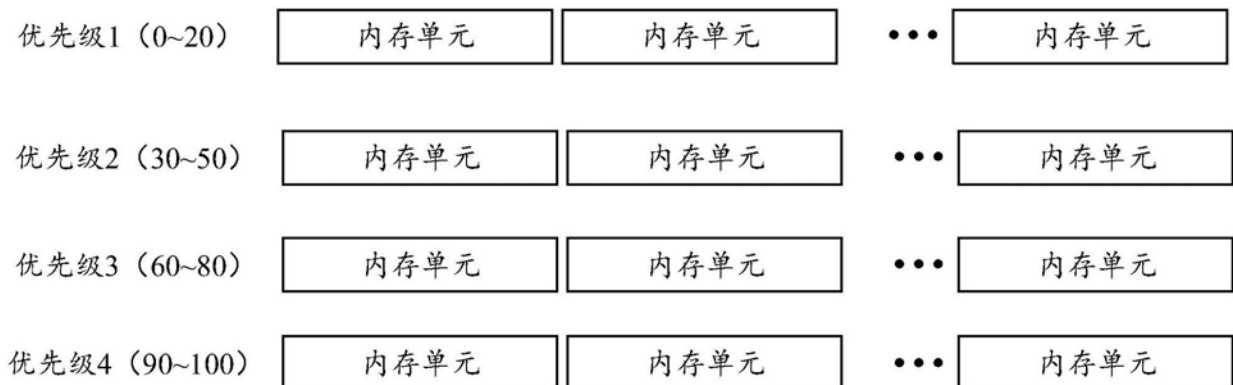 优先级1（0~20） 内存单元 内存单元 ••• 内存单元
优先级2（30~50） 内存单元 内存单元 ••• 内存单元
优先级3（60~80） 内存单元 内存单元 ••• 内存单元
优先级4（90~100） 内存单元 内存单元 ••• 内存单元